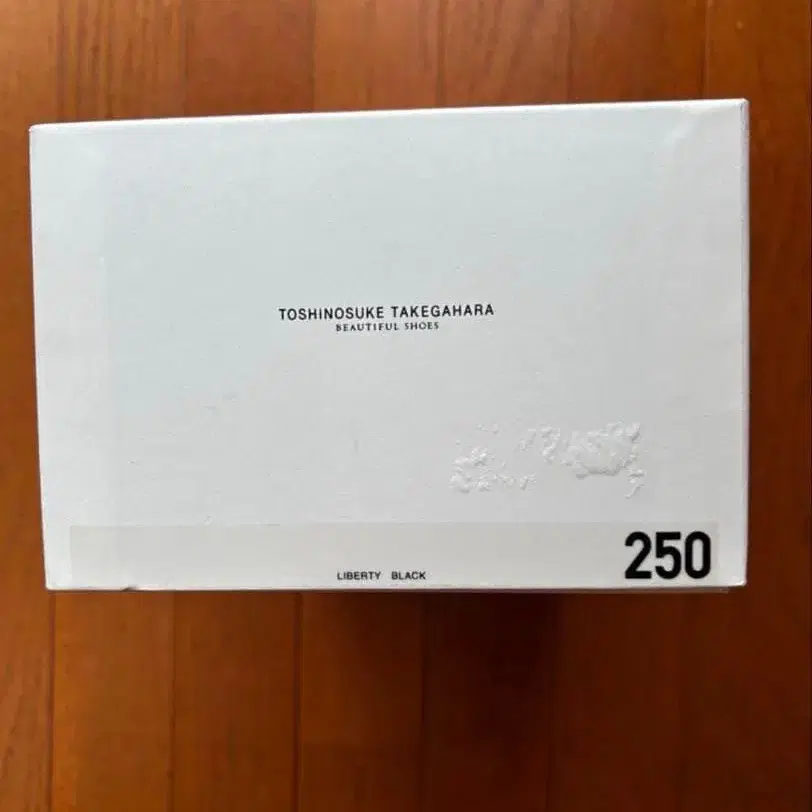 TOSHINOSUKE TAKEGAHARA
BEAUTIFUL SHOES
LIBERTY BLACK
250